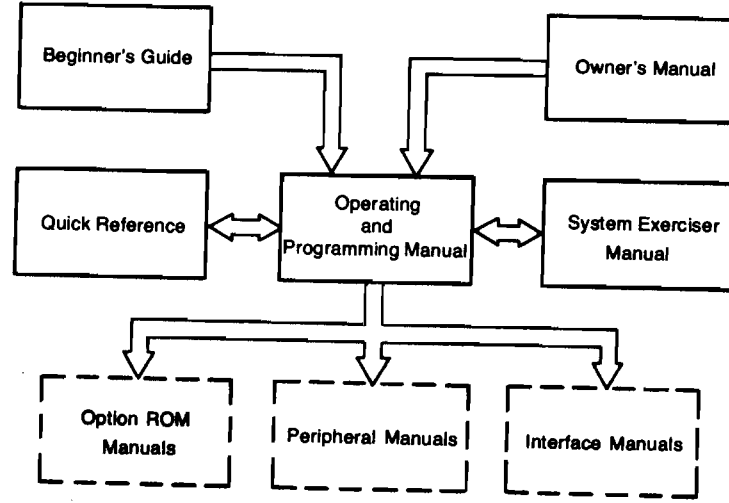 Beginner's Guide
Owner's Manual
Quick Reference
Operating
and
Programming Manual
System Exerciser
Manual
Option ROM
Manuals
Peripheral Manuals
Interface Manuals